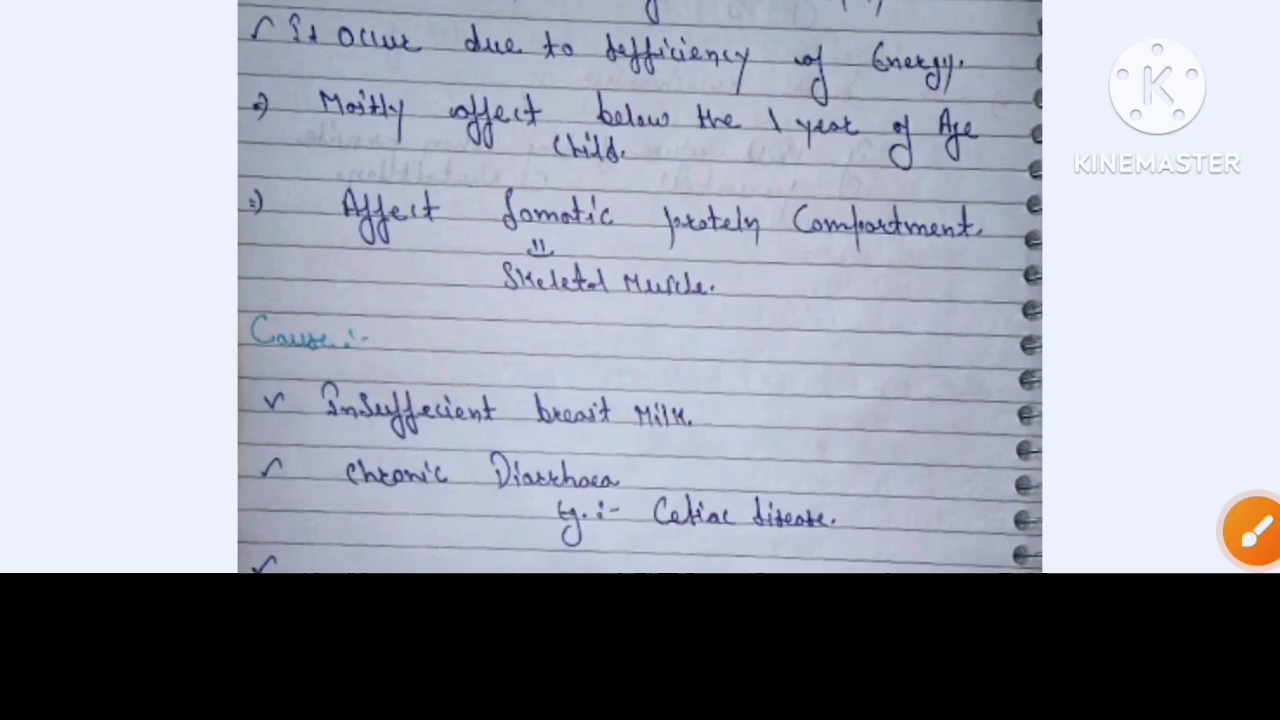 ✓ It occur due to defficiency of Energy.
⇒ Mostly affect below the 1 year of Age
Child.
⇒ Affect Somatic protely Compartment.
Skeletal Muscle.
Cause :-
✓ Insuffecient breast Milk.
✓ Chronic Diarrhoea
Eg. :- Celiac disease.
KINEMASTER